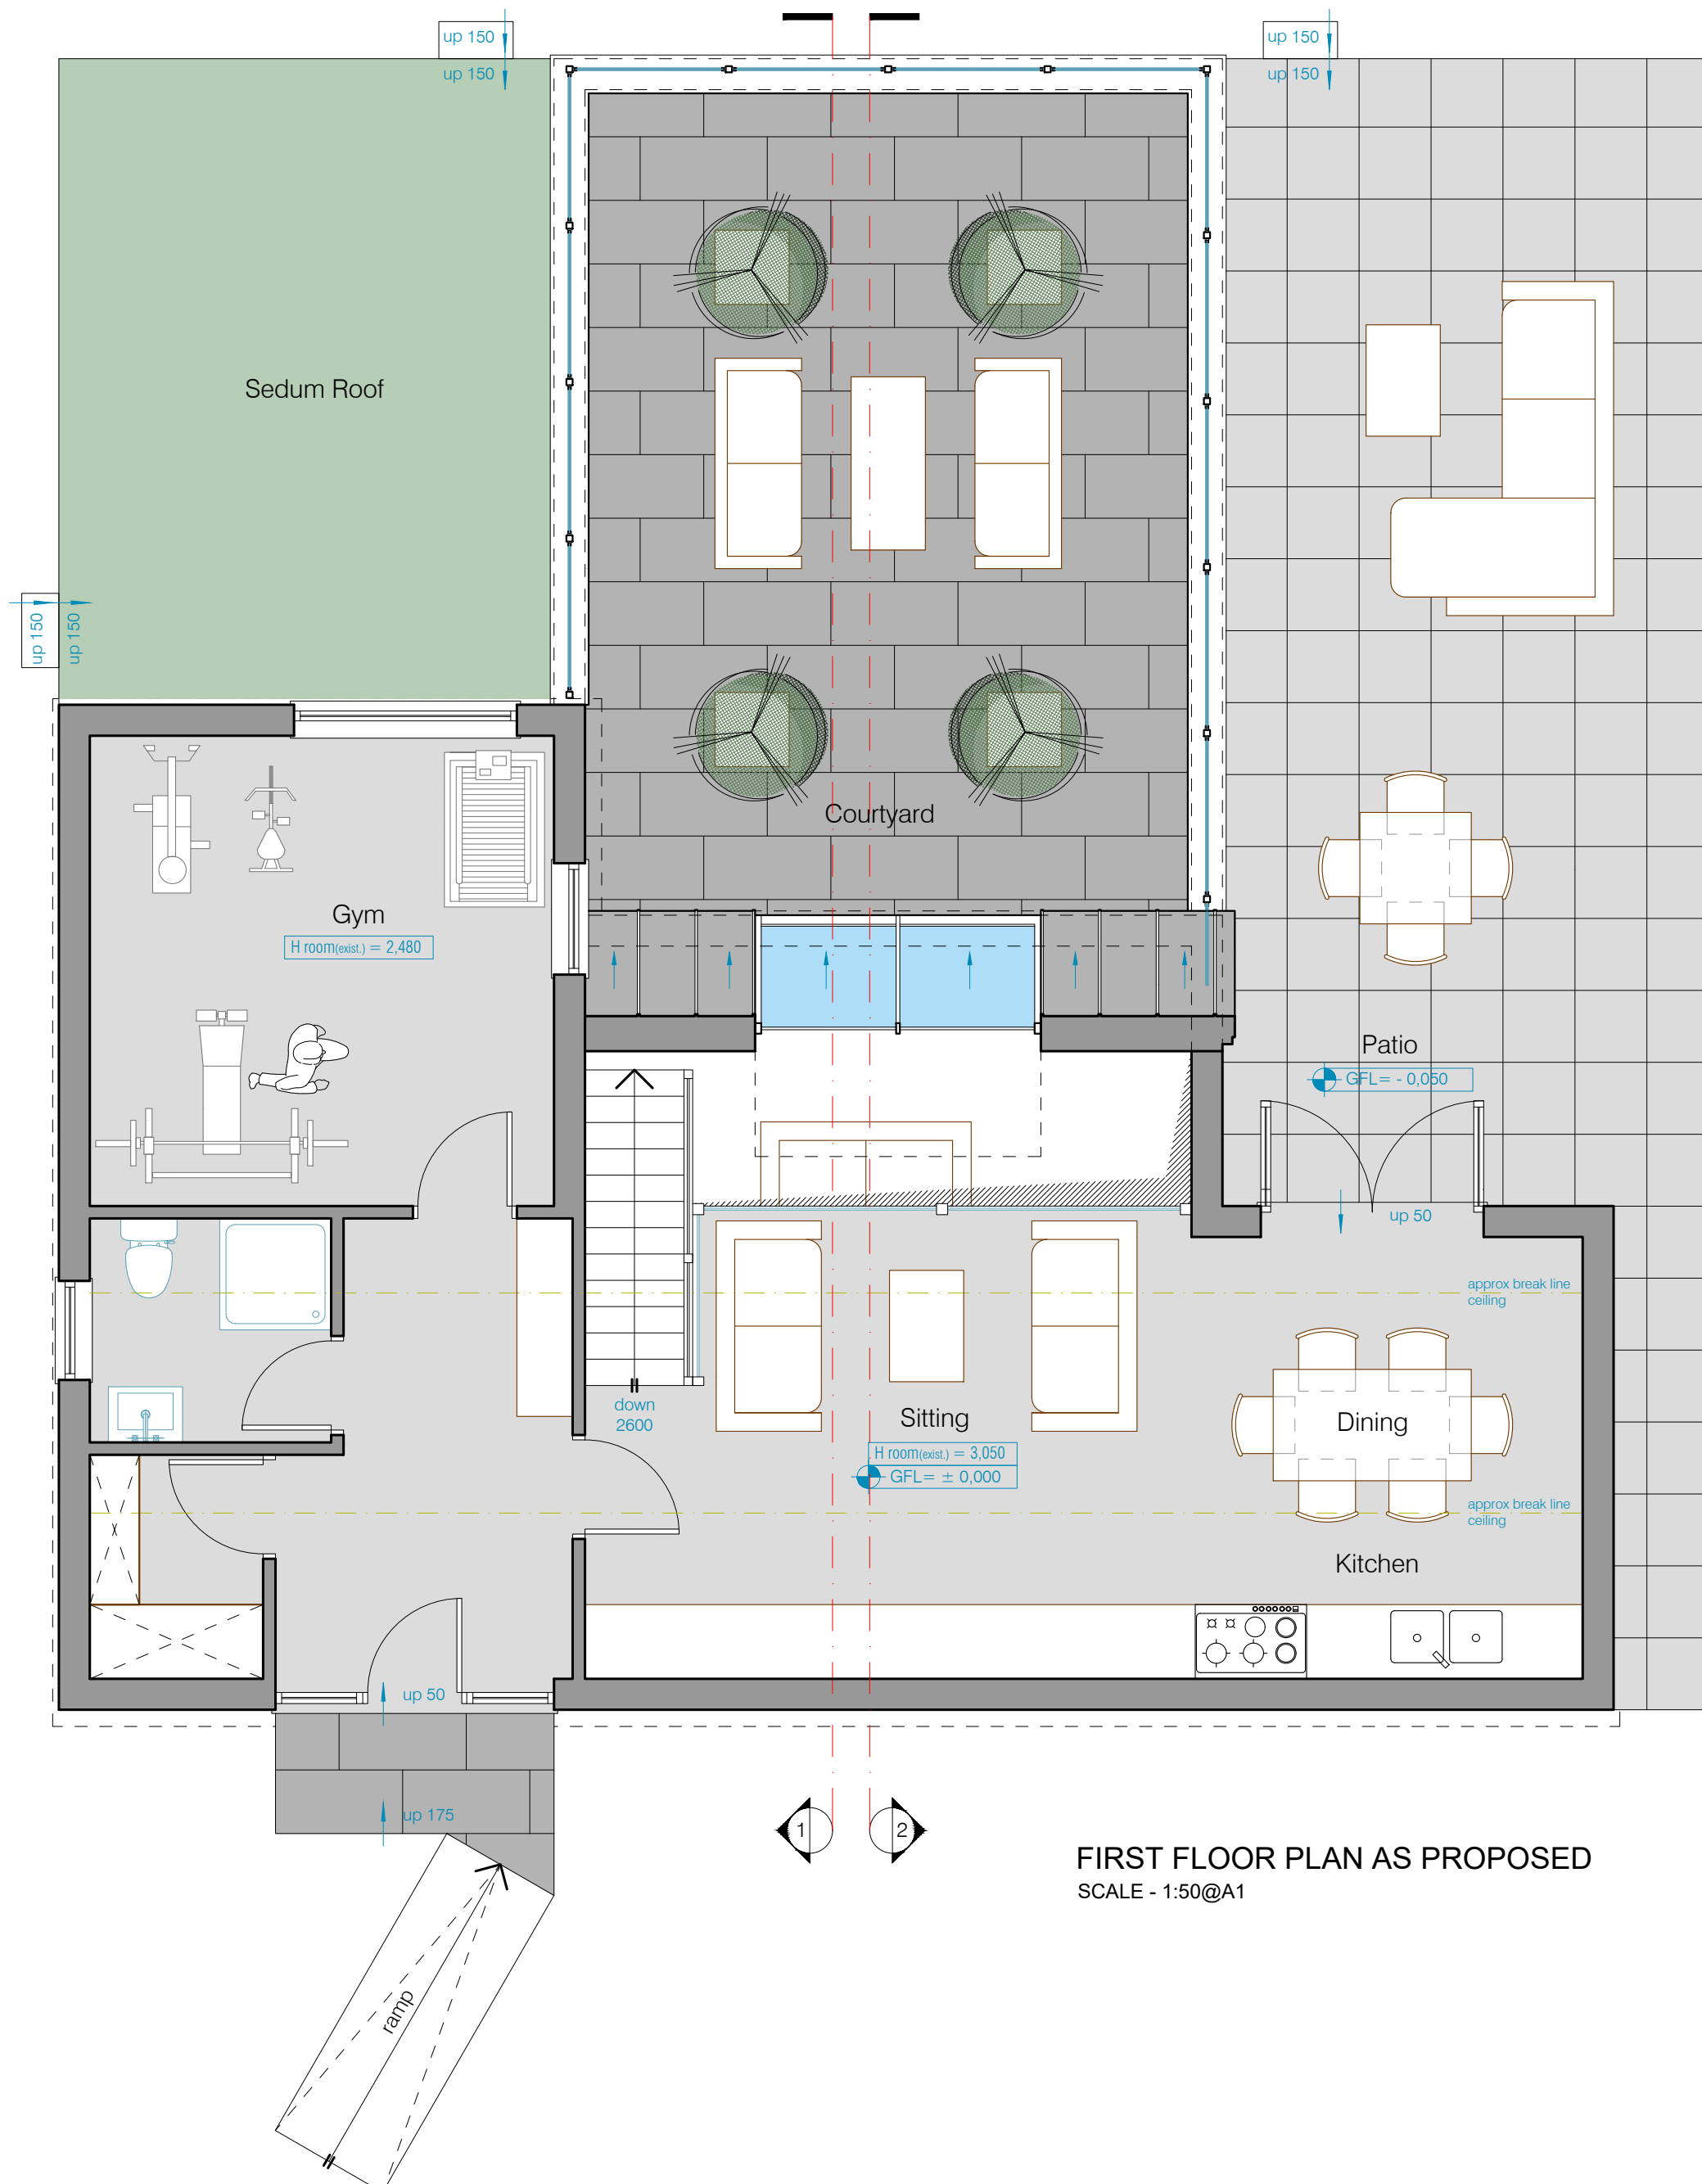 up 150
up 150
up 150
up 150
Sedum Roof
up 150
up 150
Courtyard
Gym
H room(exist.) = 2,480
Patio
GFL= - 0,050
up 50
approx break line
ceiling
down
2600
Sitting
H room(exist.) = 3,050
GFL= ± 0,000
Dining
approx break line
ceiling
Kitchen
up 50
up 175
1
2
FIRST FLOOR PLAN AS PROPOSED
SCALE - 1:50@A1
ramp